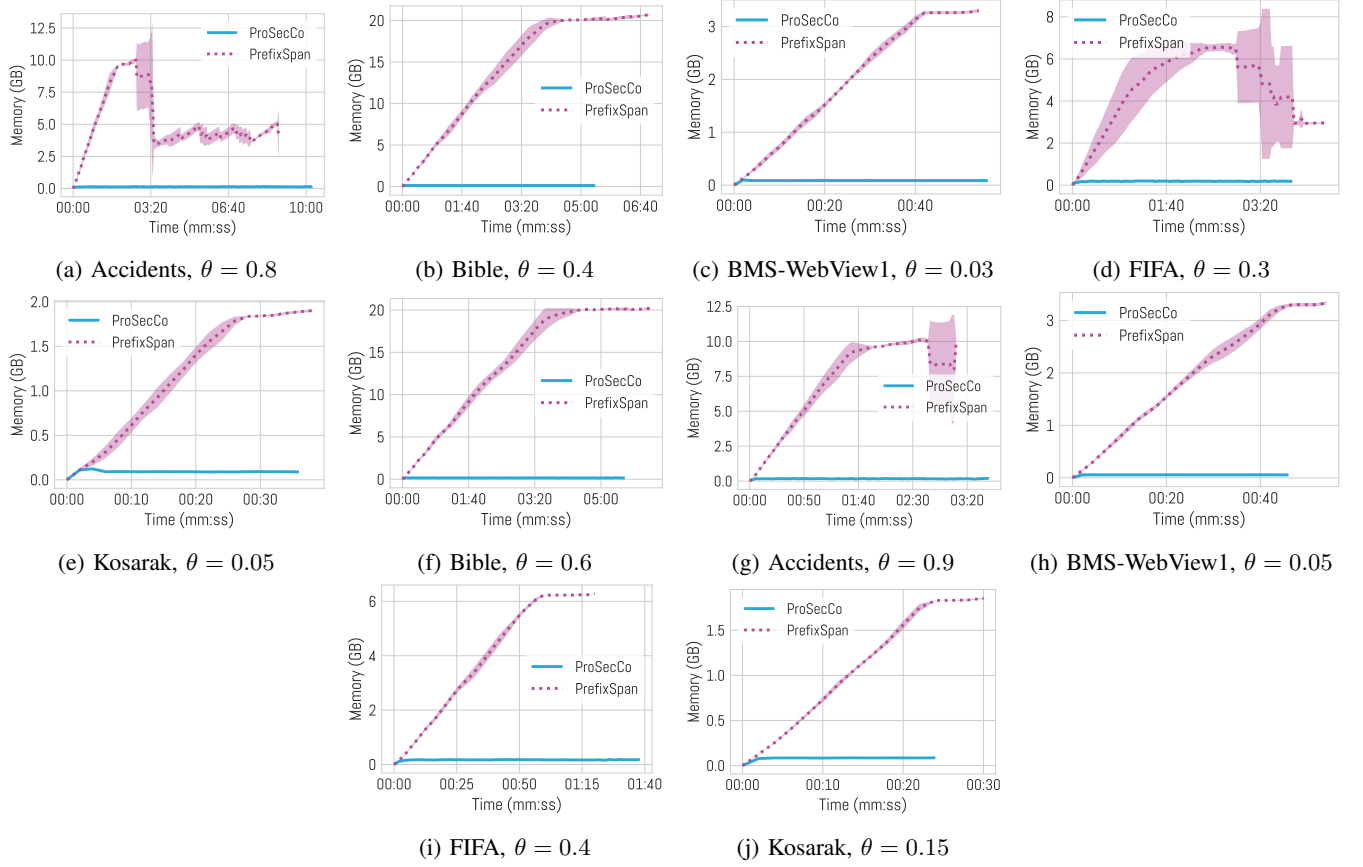 ProSecCo
PrefixSpan
12.5
10.0
7.5
5.0
2.5
0.0
Memory (GB)
00:00 03:20 06:40 10:00
Time (mm:ss)
(a) Accidents, θ = 0.8
ProSecCo
PrefixSpan
20
15
10
5
0
Memory (GB)
00:00 01:40 03:20 05:00 06:40
Time (mm:ss)
(b) Bible, θ = 0.4
ProSecCo
PrefixSpan
3
2
1
0
Memory (GB)
00:00 00:20 00:40
Time (mm:ss)
(c) BMS-WebView1, θ = 0.03
ProSecCo
PrefixSpan
8
6
4
2
0
Memory (GB)
00:00 01:40 03:20
Time (mm:ss)
(d) FIFA, θ = 0.3
ProSecCo
PrefixSpan
2.0
1.5
1.0
0.5
0.0
Memory (GB)
00:00 00:10 00:20 00:30
Time (mm:ss)
(e) Kosarak, θ = 0.05
ProSecCo
PrefixSpan
20
15
10
5
0
Memory (GB)
00:00 01:40 03:20 05:00
Time (mm:ss)
(f) Bible, θ = 0.6
ProSecCo
PrefixSpan
12.5
10.0
7.5
5.0
2.5
0.0
Memory (GB)
00:00 00:50 01:40 02:30 03:20
Time (mm:ss)
(g) Accidents, θ = 0.9
ProSecCo
PrefixSpan
3
2
1
0
Memory (GB)
00:00 00:20 00:40
Time (mm:ss)
(h) BMS-WebView1, θ = 0.05
ProSecCo
PrefixSpan
6
4
2
0
Memory (GB)
00:00 00:25 00:50 01:15 01:40
Time (mm:ss)
(i) FIFA, θ = 0.4
ProSecCo
PrefixSpan
1.5
1.0
0.5
0.0
Memory (GB)
00:00 00:10 00:20 00:30
Time (mm:ss)
(j) Kosarak, θ = 0.15